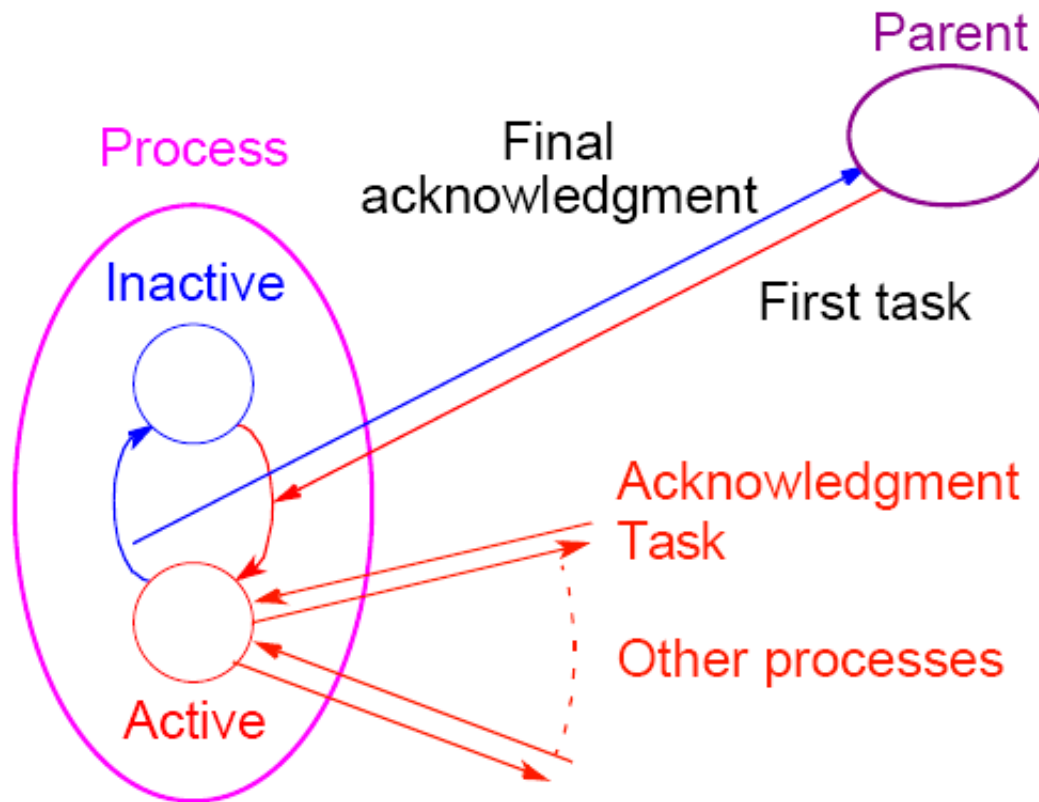 Parent
Process
Final
acknowledgment
Inactive
First task
Acknowledgment
Task
Other processes
Active